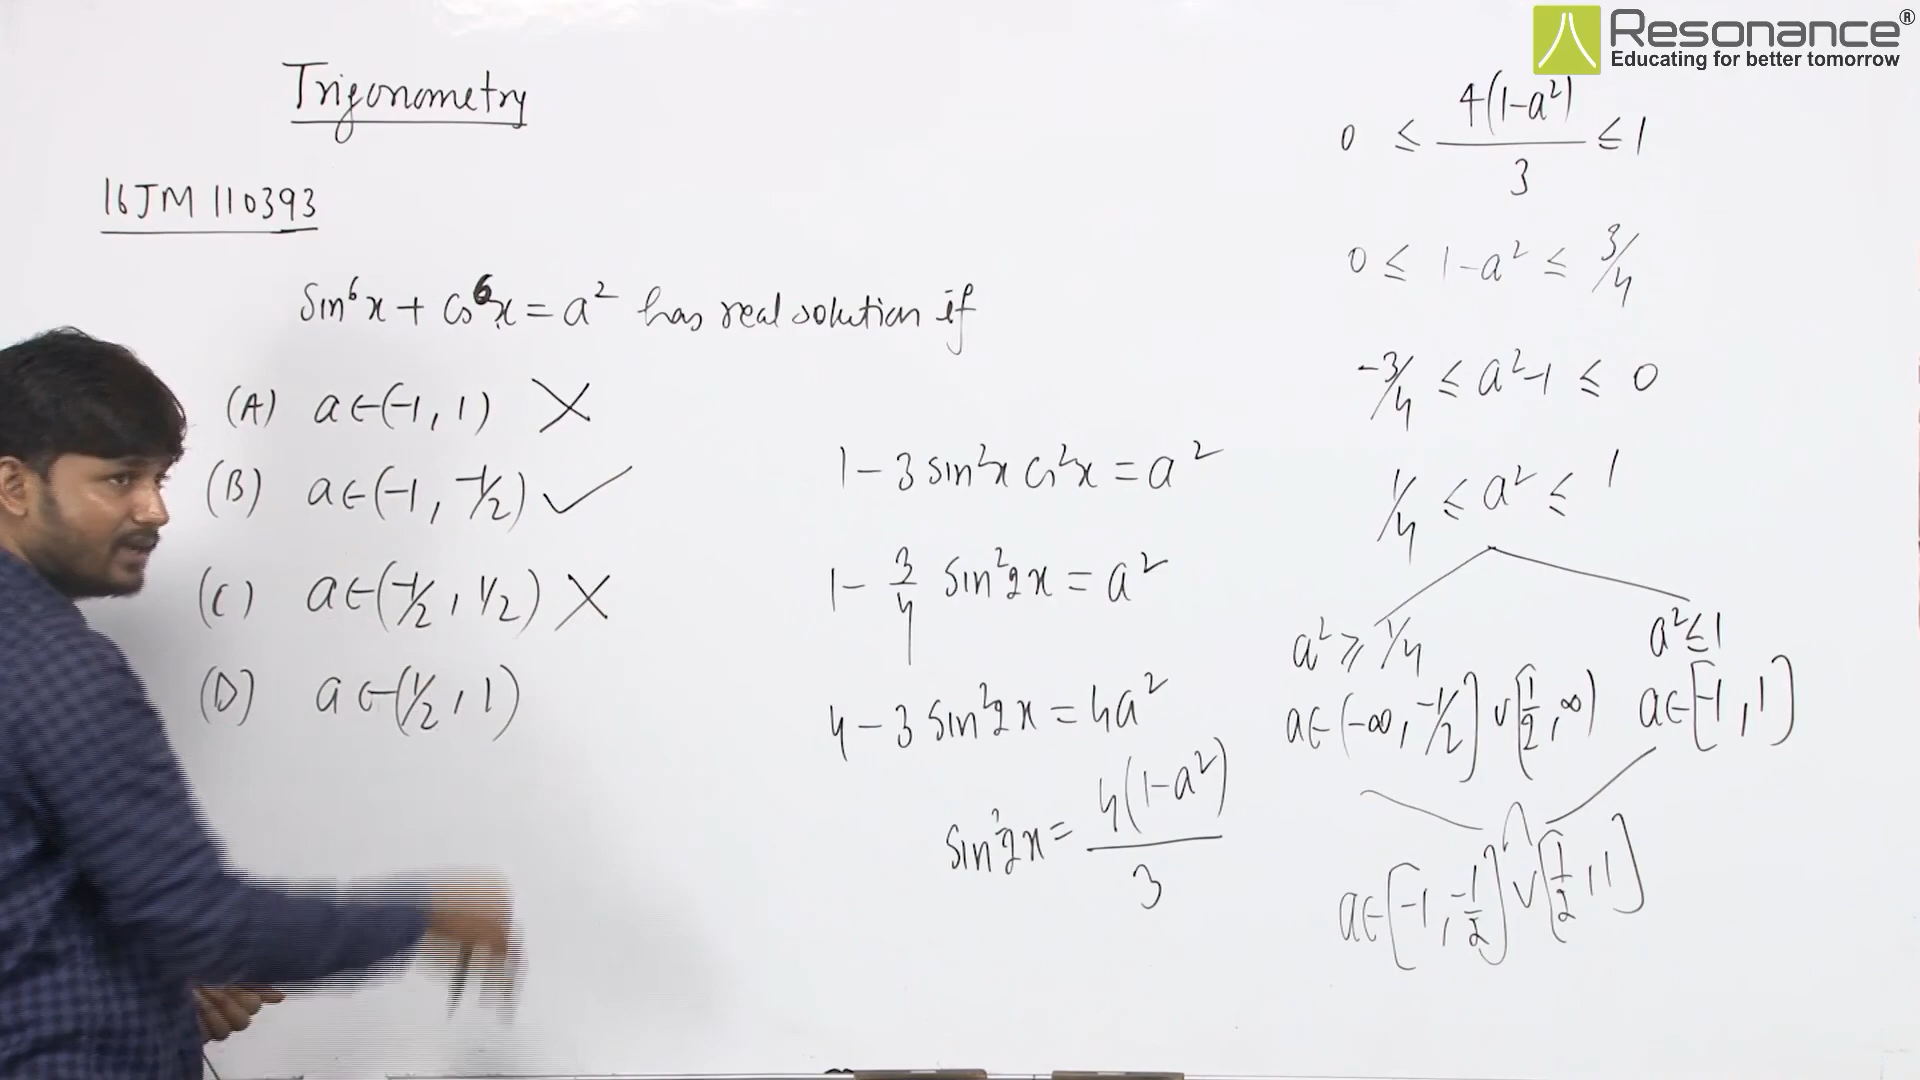 Resonance®
Educating for better tomorrow
Trigonometry
16JM110393
sin⁶x + cos⁶x = a² has real solution if
(A) a∈(-1, 1) ✗
(B) a∈(-1, -1/2) ✓
(C) a∈(-1/2, 1/2) ✗
(D) a∈(1/2, 1)
1-3 sin²x cos²x = a²
1 - 3/4 sin²2x = a²
4-3 sin²2x = 4a²
sin²2x = 4(1-a²)/3
0 ≤ 4(1-a²)/3 ≤ 1
0 ≤ 1-a² ≤ 3/4
-3/4 ≤ a²-1 ≤ 0
1/4 ≤ a² ≤ 1
a² ≥ 1/4 a² ≤ 1
a∈(-∞, -1/2] ∪ [1/2, ∞) a∈[-1, 1]
∩
a∈[-1, -1/2] ∪ [1/2, 1]